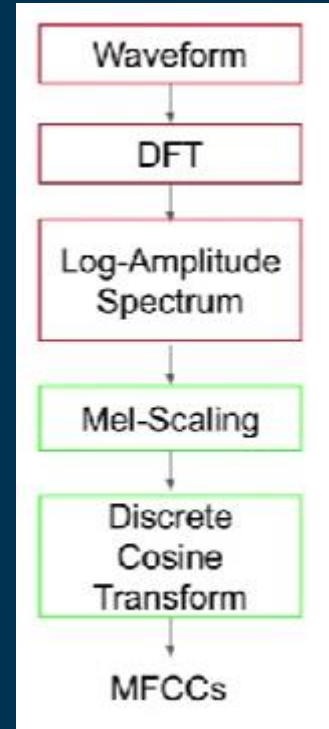 Waveform
DFT
Log-Amplitude
Spectrum
Mel-Scaling
Discrete
Cosine
Transform
MFCCs